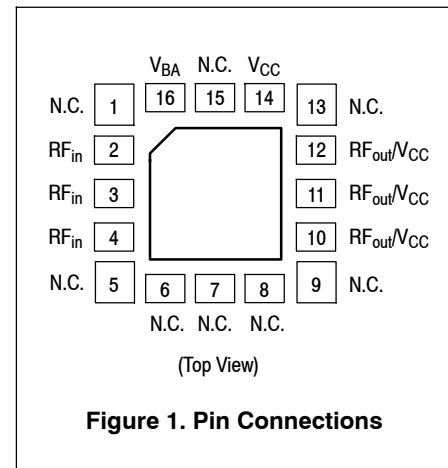 V_BA N.C. V_CC
16 15 14
N.C. 1 13 N.C.
RF_in 2 12 RF_out/V_CC
RF_in 3 11 RF_out/V_CC
RF_in 4 10 RF_out/V_CC
N.C. 5 9 N.C.
6 7 8
N.C. N.C. N.C.
(Top View)
Figure 1. Pin Connections